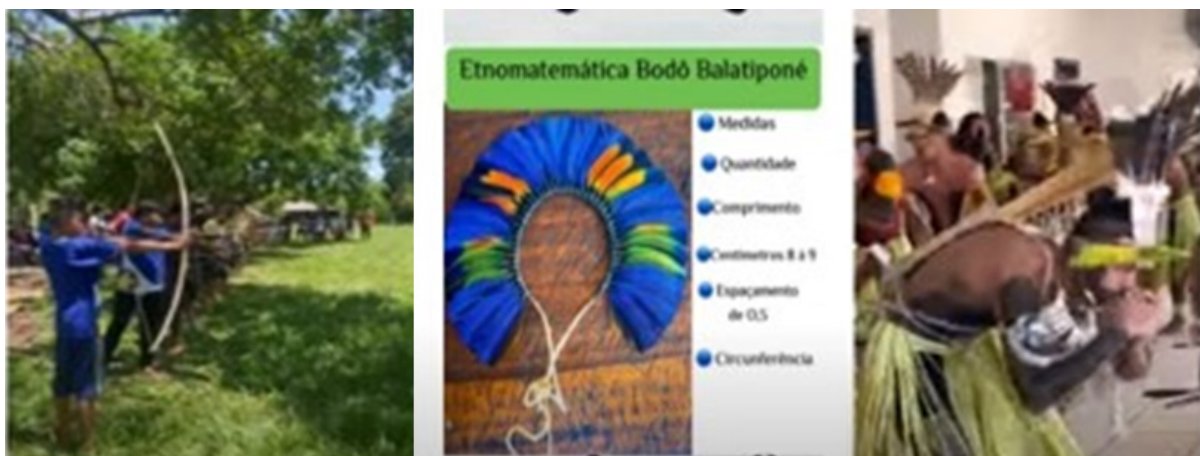 Etnomatemática Bodô Balatiponé
Medidas
Quantidade
Comprimento
Centímetros 8 à 9
Espaçamento
de 0,5
Circunferência